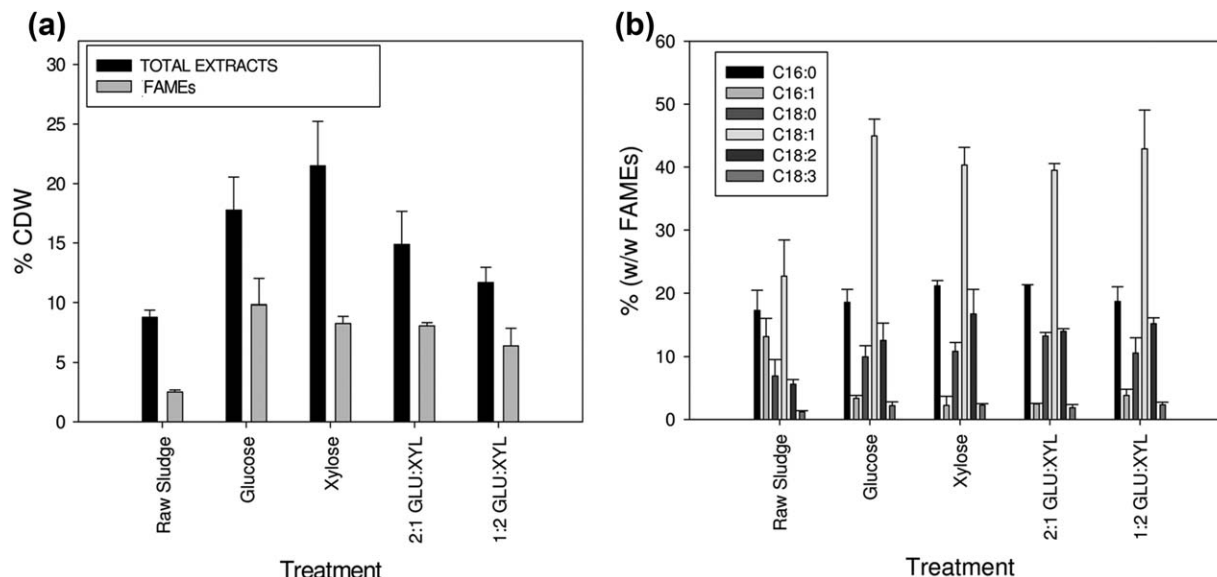 (a)
30
25
20
15
10
5
0
% CDW
TOTAL EXTRACTS
FAMEs
Raw Sludge
Glucose
Xylose
2:1 GLU:XYL
1:2 GLU:XYL
Treatment
(b)
60
50
40
30
20
10
0
% (w/w FAMEs)
C16:0
C16:1
C18:0
C18:1
C18:2
C18:3
Raw Sludge
Glucose
Xylose
2:1 GLU:XYL
1:2 GLU:XYL
Treatment